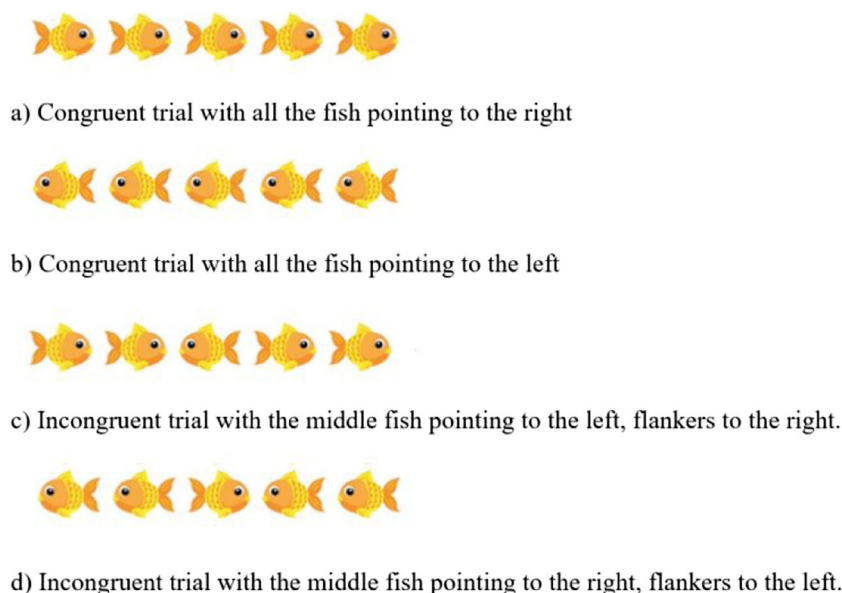 a) Congruent trial with all the fish pointing to the right
b) Congruent trial with all the fish pointing to the left
c) Incongruent trial with the middle fish pointing to the left, flankers to the right.
d) Incongruent trial with the middle fish pointing to the right, flankers to the left.